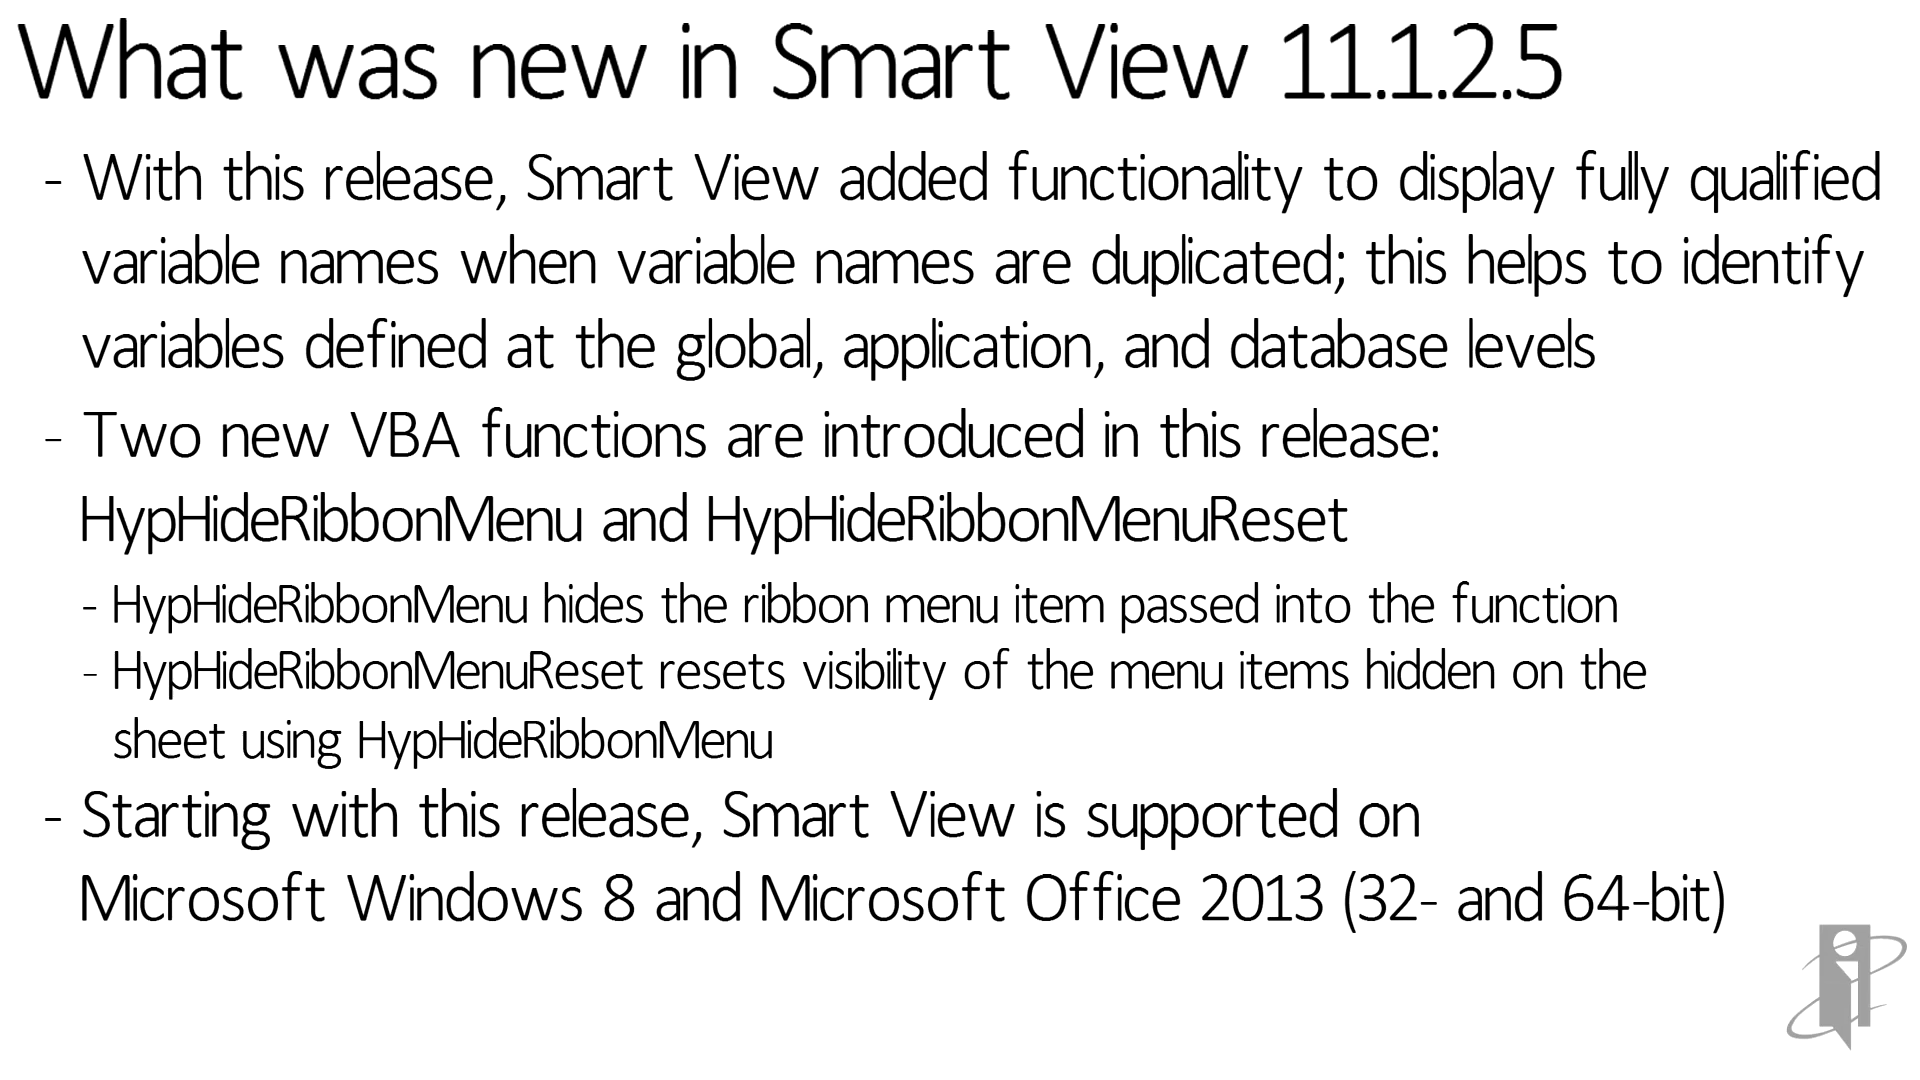 What was new in Smart View 11.1.2.5
- With this release, Smart View added functionality to display fully qualified
variable names when variable names are duplicated; this helps to identify
variables defined at the global, application, and database levels
- Two new VBA functions are introduced in this release:
HypHideRibbonMenu and HypHideRibbonMenuReset
- HypHideRibbonMenu hides the ribbon menu item passed into the function
- HypHideRibbonMenuReset resets visibility of the menu items hidden on the
sheet using HypHideRibbonMenu
- Starting with this release, Smart View is supported on
Microsoft Windows 8 and Microsoft Office 2013 (32- and 64-bit)